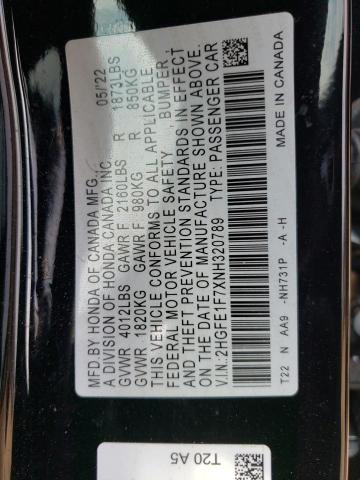 MFD.BY HONDA OF CANADA MFG., 05/'22
A DIVISION OF HONDA CANADA INC.
GVWR 4012LBS GAWR F 2160LBS R 1873LBS
GVWR 1820KG GAWR F 980KG R 850KG
THIS VEHICLE CONFORMS TO ALL APPLICABLE
FEDERAL MOTOR VEHICLE SAFETY , BUMPER ,
AND THEFT PREVENTION STANDARDS IN EFFECT
ON THE DATE OF MANUFACTURE SHOWN ABOVE.
V.I.N.:2HGFE1F7XNH320789 TYPE: PASSENGER CAR
T22 N AA9 -NH731P -A -H MADE IN CANADA
T20 A5